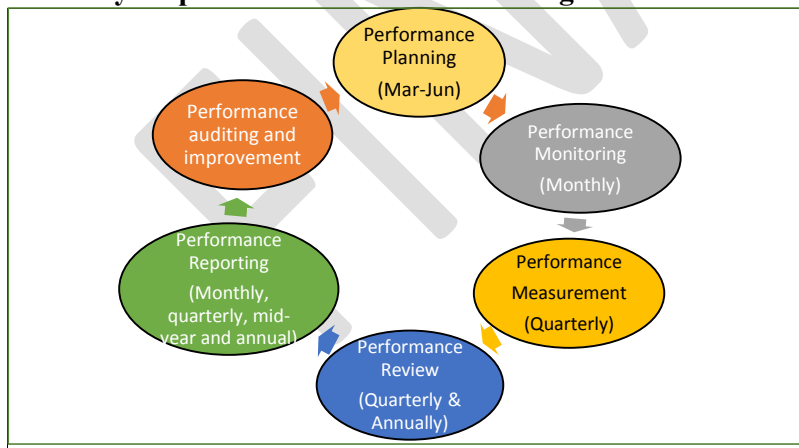 Performance
Planning
(Mar-Jun)
Performance
Monitoring
(Monthly)
Performance
Measurement
(Quarterly)
Performance
Review
(Quarterly &
Annually)
Performance
Reporting
(Monthly,
quarterly, mid-
year and annual)
Performance
auditing and
improvement